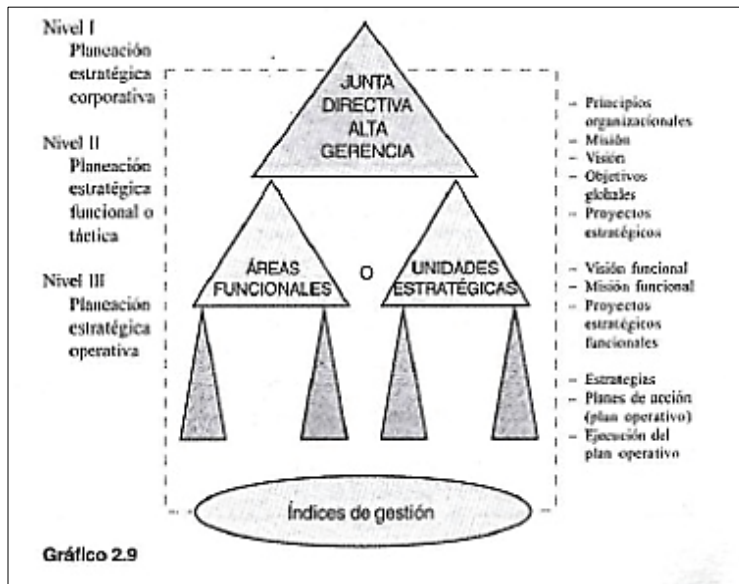 Nivel I
Planeación
estratégica
corporativa
Nivel II
Planeación
estratégica
funcional o
táctica
Nivel III
Planeación
estratégica
operativa
JUNTA
DIRECTIVA
ALTA
GERENCIA
ÁREAS
FUNCIONALES
O
UNIDADES
ESTRATÉGICAS
– Principios
organizacionales
– Misión
– Visión
– Objetivos
globales
– Proyectos
estratégicos
– Visión funcional
– Misión funcional
– Proyectos
estratégicos
funcionales
– Estrategias
– Planes de acción
(plan operativo)
– Ejecución del
plan operativo
Índices de gestión
Gráfico 2.9